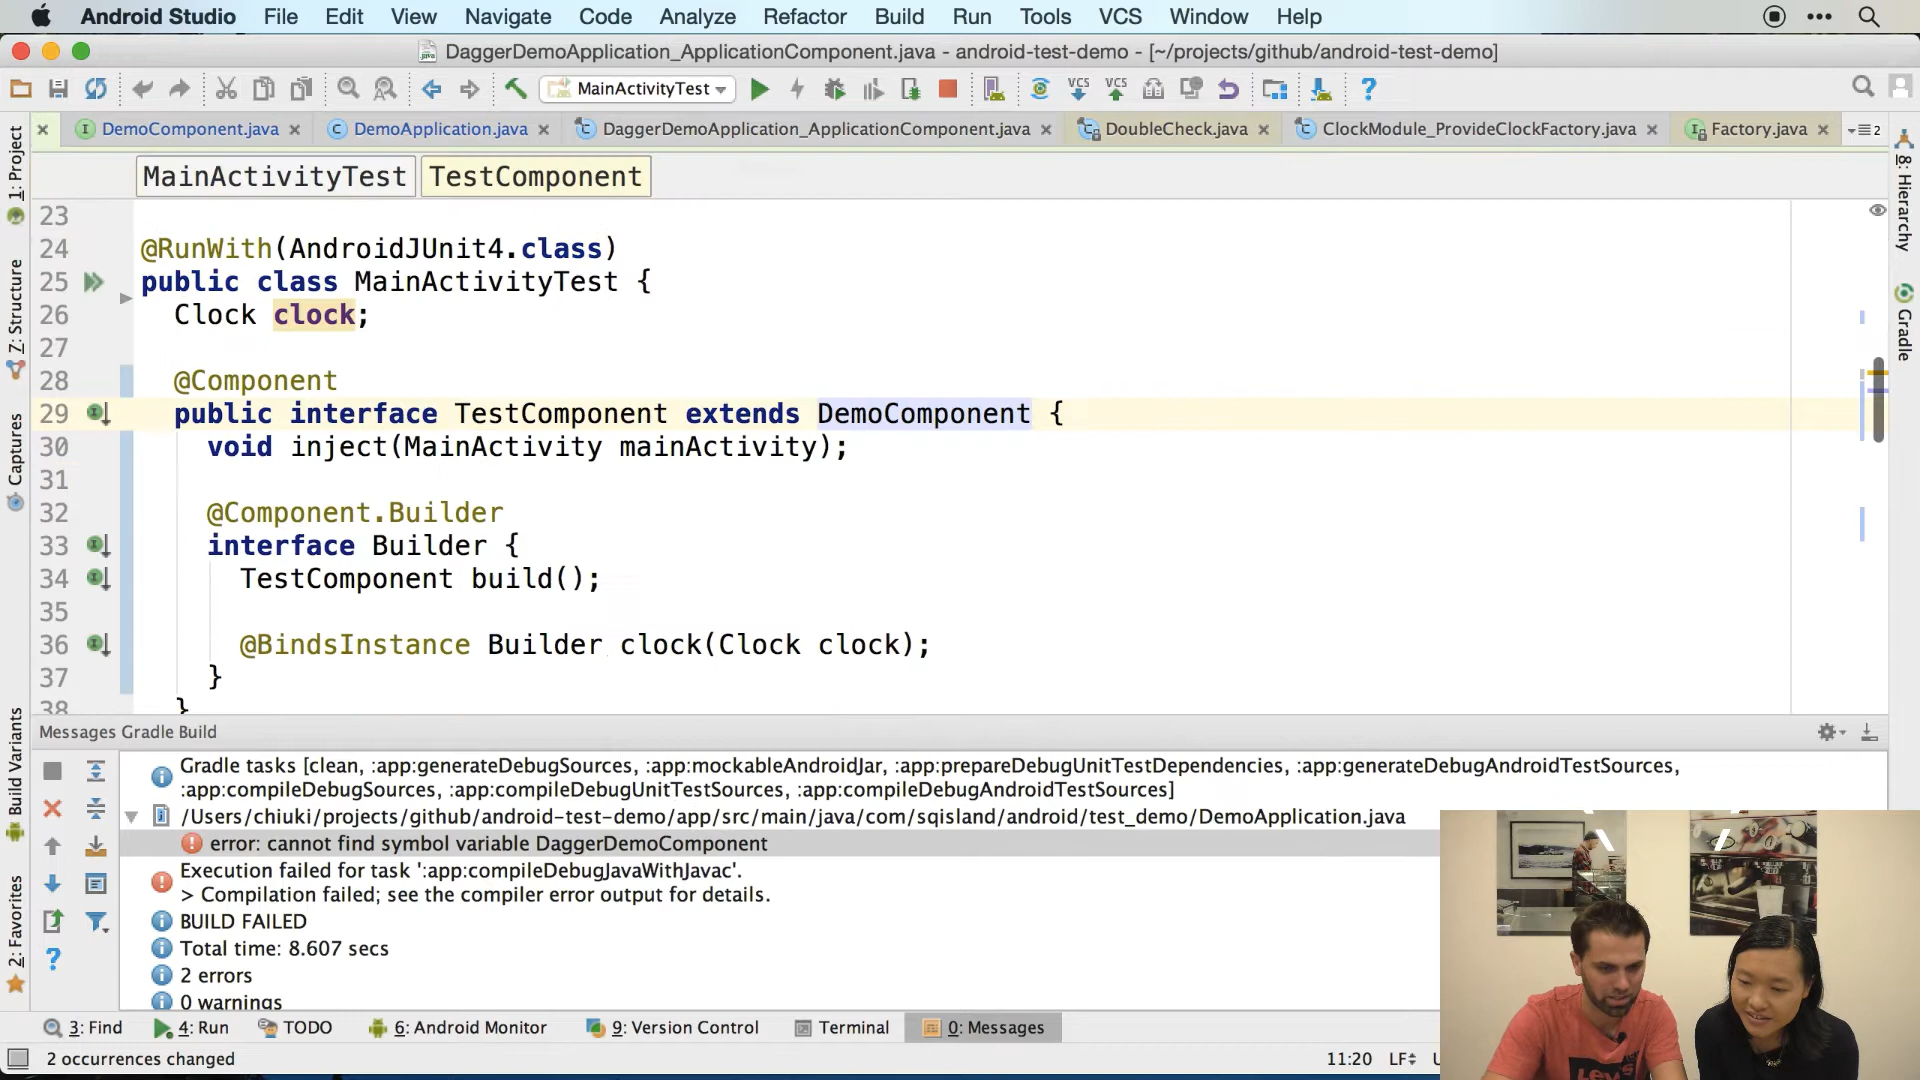 Android Studio File Edit View Navigate Code Analyze Refactor Build Run Tools VCS Window Help
DaggerDemoApplication_ApplicationComponent.java - android-test-demo - [~/projects/github/android-test-demo]
MainActivityTest VCS VCS ?
DemoComponent.java DemoApplication.java DaggerDemoApplication_ApplicationComponent.java DoubleCheck.java ClockModule_ProvideClockFactory.java Factory.java 2
MainActivityTest TestComponent
23
24 @RunWith(AndroidJUnit4.class)
25 public class MainActivityTest {
26 Clock clock;
27
28 @Component
29 public interface TestComponent extends DemoComponent {
30 void inject(MainActivity mainActivity);
31
32 @Component.Builder
33 interface Builder {
34 TestComponent build();
35
36 @BindsInstance Builder clock(Clock clock);
37 }
38 }
1: Project
Z: Structure
Captures
Build Variants
2: Favorites
8: Hierarchy
Gradle
Messages Gradle Build
Gradle tasks [clean, :app:generateDebugSources, :app:mockableAndroidJar, :app:prepareDebugUnitTestDependencies, :app:generateDebugAndroidTestSources,
:app:compileDebugSources, :app:compileDebugUnitTestSources, :app:compileDebugAndroidTestSources]
/Users/chiuki/projects/github/android-test-demo/app/src/main/java/com/sqisland/android/test_demo/DemoApplication.java
error: cannot find symbol variable DaggerDemoComponent
Execution failed for task ':app:compileDebugJavaWithJavac'.
> Compilation failed; see the compiler error output for details.
BUILD FAILED
Total time: 8.607 secs
2 errors
0 warnings
3: Find 4: Run TODO 6: Android Monitor 9: Version Control Terminal 0: Messages
2 occurrences changed 11:20 LF